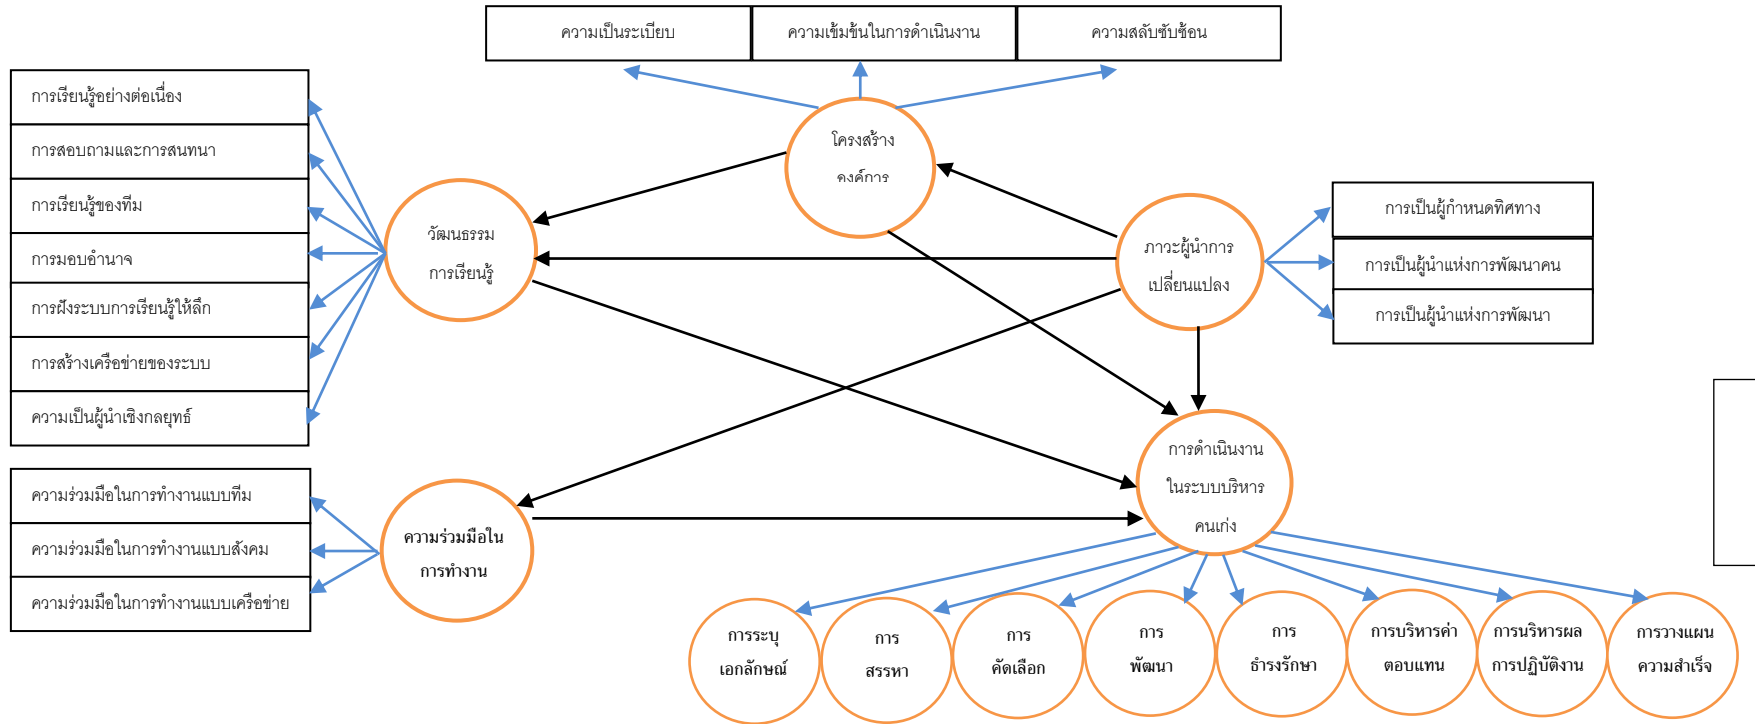 ความเป็นระเบียบ
ความเข้มข้นในการดำเนินงาน
ความสลับซับซ้อน
การเรียนรู้อย่างต่อเนื่อง
การสอบถามและการสนทนา
การเรียนรู้ของทีม
การมอบอำนาจ
การฝังระบบการเรียนรู้ให้ลึก
การสร้างเครือข่ายของระบบ
ความเป็นผู้นำเชิงกลยุทธ์
โครงสร้าง
องค์การ
วัฒนธรรม
การเรียนรู้
ภาวะผู้นำการ
เปลี่ยนแปลง
การเป็นผู้กำหนดทิศทาง
การเป็นผู้นำแห่งการพัฒนาคน
การเป็นผู้นำแห่งการพัฒนา
การดำเนินงาน
ในระบบบริหาร
คนเก่ง
ความร่วมมือในการทำงานแบบทีม
ความร่วมมือในการทำงานแบบสังคม
ความร่วมมือในการทำงานแบบเครือข่าย
ความร่วมมือใน
การทำงาน
การระบุ
เอกลักษณ์
การ
สรรหา
การ
คัดเลือก
การ
พัฒนา
การ
ธำรงรักษา
การบริหารค่า
ตอบแทน
การนริหารผล
การปฏิบัติงาน
การวางแผน
ความสำเร็จ